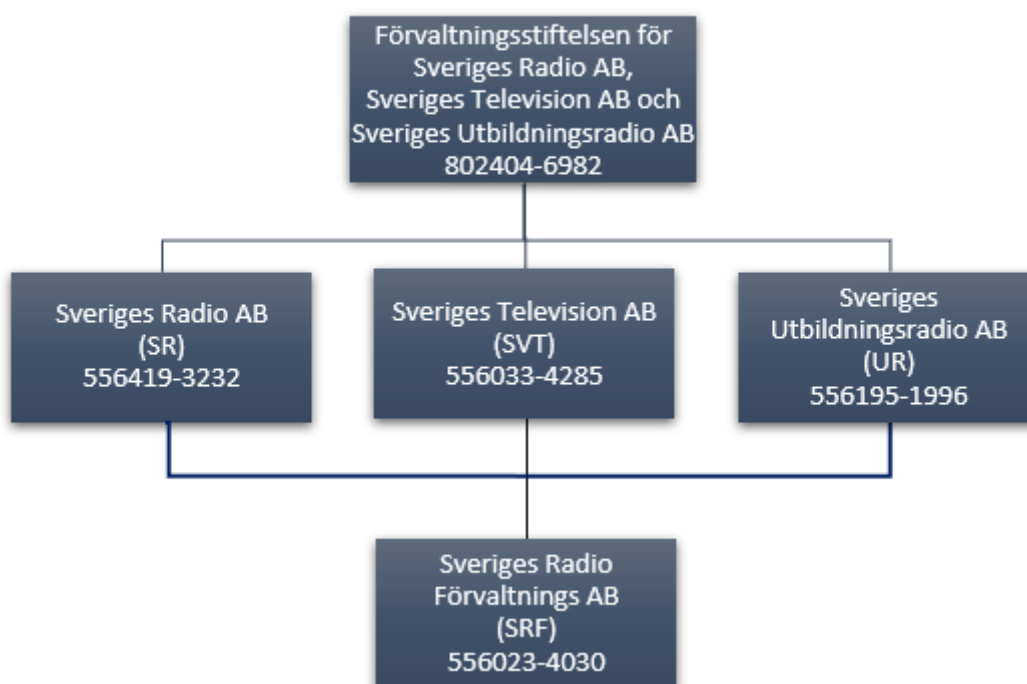 Förvaltningsstiftelsen för
Sveriges Radio AB,
Sveriges Television AB och
Sveriges Utbildningsradio AB
802404-6982
Sveriges Radio AB
(SR)
556419-3232
Sveriges Television AB
(SVT)
556033-4285
Sveriges
Utbildningsradio AB
(UR)
556195-1996
Sveriges Radio
Förvaltnings AB
(SRF)
556023-4030